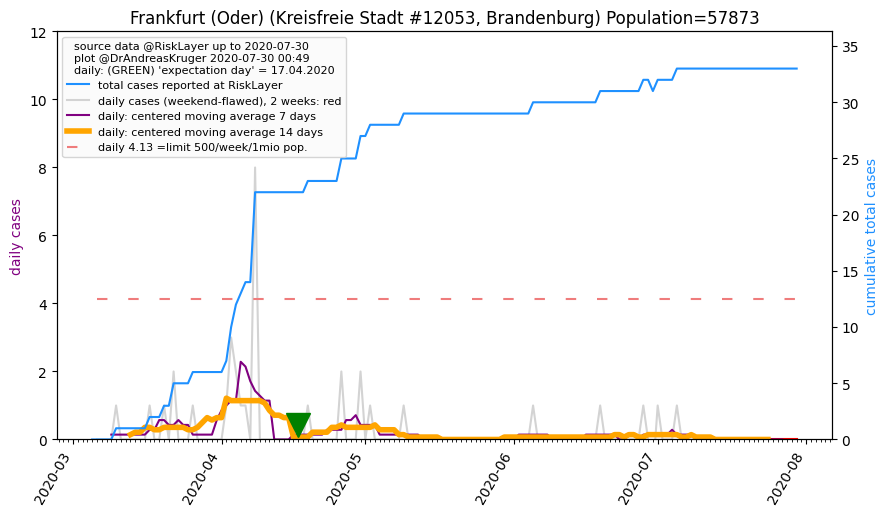 Frankfurt (Oder) (Kreisfreie Stadt #12053, Brandenburg) Population=57873
source data @RiskLayer up to 2020-07-30
plot @DrAndreasKruger 2020-07-30 00:49
daily: (GREEN) 'expectation day' = 17.04.2020
total cases reported at RiskLayer
daily cases (weekend-flawed), 2 weeks: red
daily: centered moving average 7 days
daily: centered moving average 14 days
daily 4.13 =limit 500/week/1mio pop.
daily cases
12
10
8
6
4
2
0
35
30
25
20
15
10
5
0
cumulative total cases
2020-03
2020-04
2020-05
2020-06
2020-07
2020-08